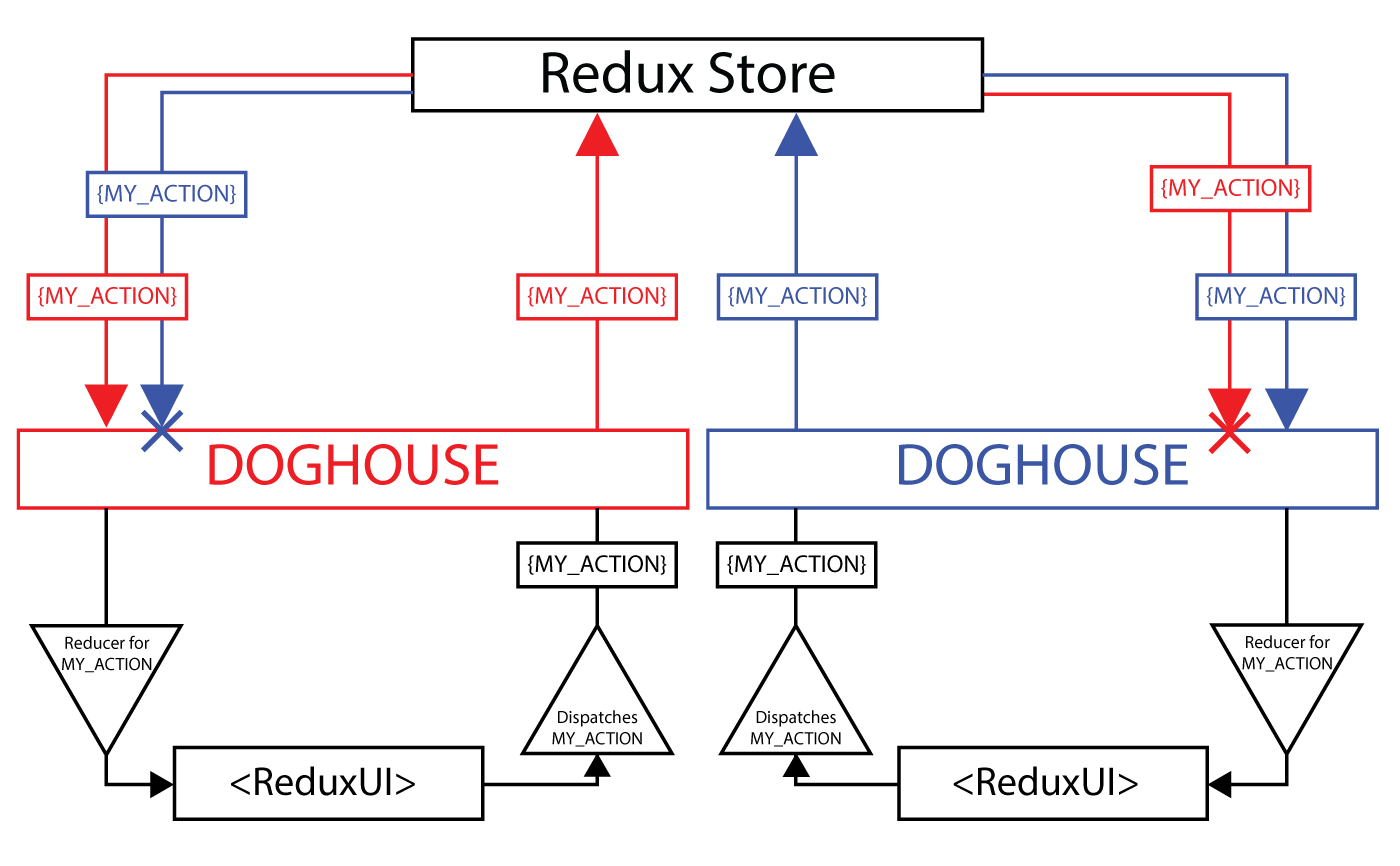 Redux Store
{MY_ACTION}
{MY_ACTION}
{MY_ACTION}
{MY_ACTION}
{MY_ACTION}
{MY_ACTION}
DOGHOUSE
DOGHOUSE
{MY_ACTION}
{MY_ACTION}
Reducer for
MY_ACTION
Dispatches
MY_ACTION
Dispatches
MY_ACTION
Reducer for
MY_ACTION
<ReduxUI>
<ReduxUI>